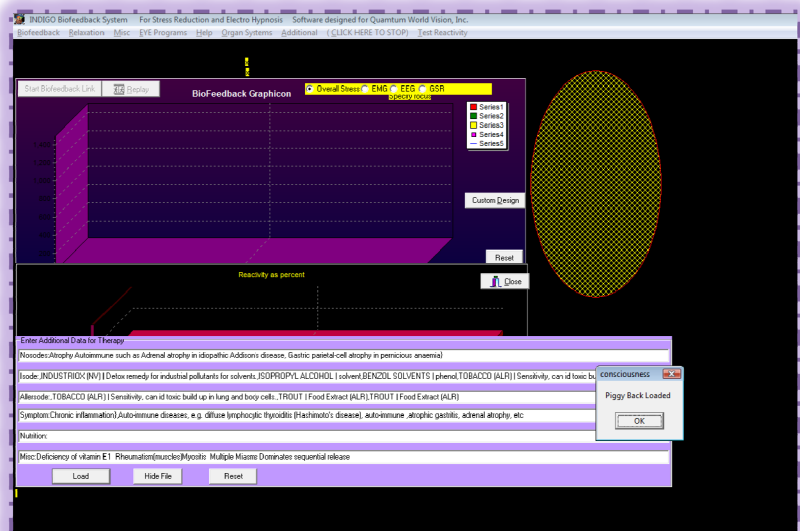 INDIGO Biofeedback System For Stress Reduction and Electro Hypnosis Software designed for Quantum World Vision, Inc.
Biofeedback Relaxation Misc EYE Programs Help Organ Systems Additional ( CLICK HERE TO STOP) Test Reactivity
Start Biofeedback Link Replay BioFeedback Graphicon Overall Stress EMG EEG GSR
Specify focus
Series1
Series2
Series3
Series4
Series5
Custom Design
Reset
Reactivity as percent
Close
Enter Additional Data for Therapy
Nosodes:Atrophy Autoimmune such as Adrenal atrophy in idiopathic Addisons disease, Gastric parietal-cell atrophy in pernicious anaemia)
Isode:,INDUSTRIOX (NV) | Detox remedy for industrial pollutants for solvents,ISOPROPYL ALCOHOL | solvent,BENZOL SOLVENTS | phenol,TOBACCO (ALR) | Sensitivity, can id toxic bu
Allersode:,TOBACCO (ALR) | Sensitivity, can id toxic build up in lung and body cells.,TROUT | Food Extract (ALR),TROUT | Food Extract (ALR)
Symptom:Chronic inflammation),Auto-immune diseases, e.g. diffuse lymphocytic thyroiditis (Hashimoto's disease), auto-immune ,atrophic gastritis, adrenal atrophy, etc
Nutrition:
Misc:Deficiency of vitamin E1 Rheumatism(muscles)Myositis Multiple Miasms Dominates sequential release
Load Hide File Reset
consciousness
Piggy Back Loaded
OK